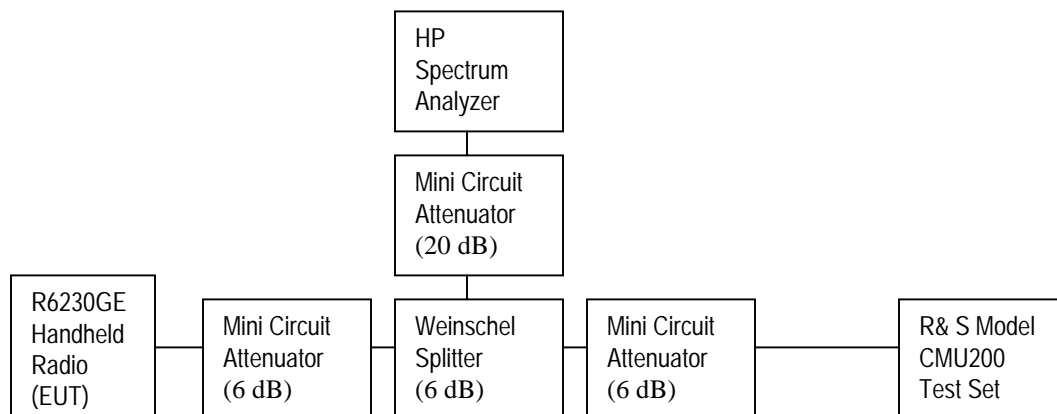 HP
Spectrum
Analyzer
Mini Circuit
Attenuator
(20 dB)
R6230GE
Handheld
Radio
(EUT)
Mini Circuit
Attenuator
(6 dB)
Weinschel
Splitter
(6 dB)
Mini Circuit
Attenuator
(6 dB)
R& S Model
CMU200
Test Set